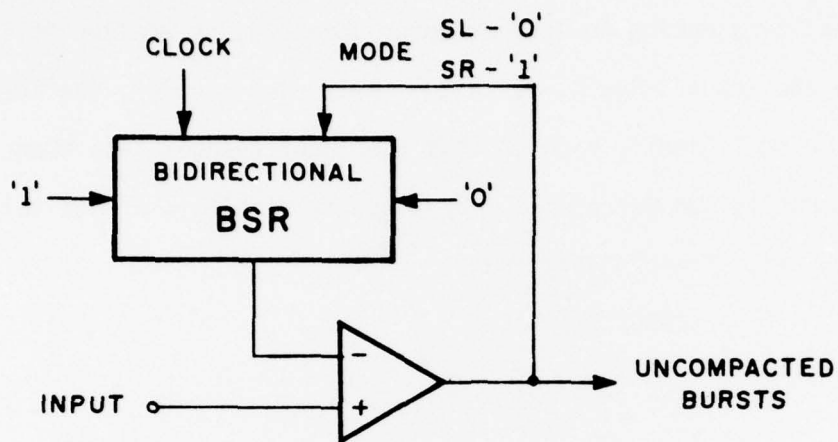 CLOCK
MODE
SL - '0'
SR - '1'
'1'
BIDIRECTIONAL
BSR
'0'
-
+
INPUT
UNCOMPACTED
BURSTS